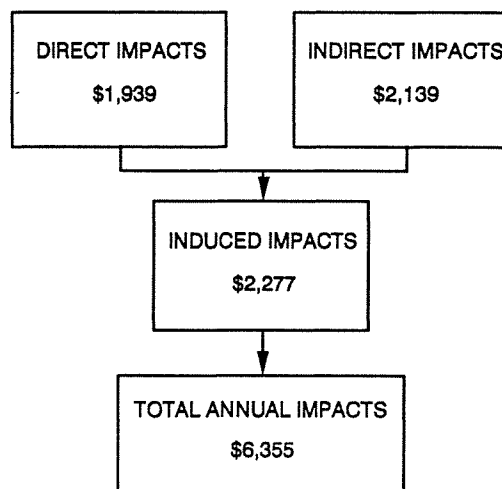 DIRECT IMPACTS
$1,939
INDIRECT IMPACTS
$2,139
INDUCED IMPACTS
$2,277
TOTAL ANNUAL IMPACTS
$6,355